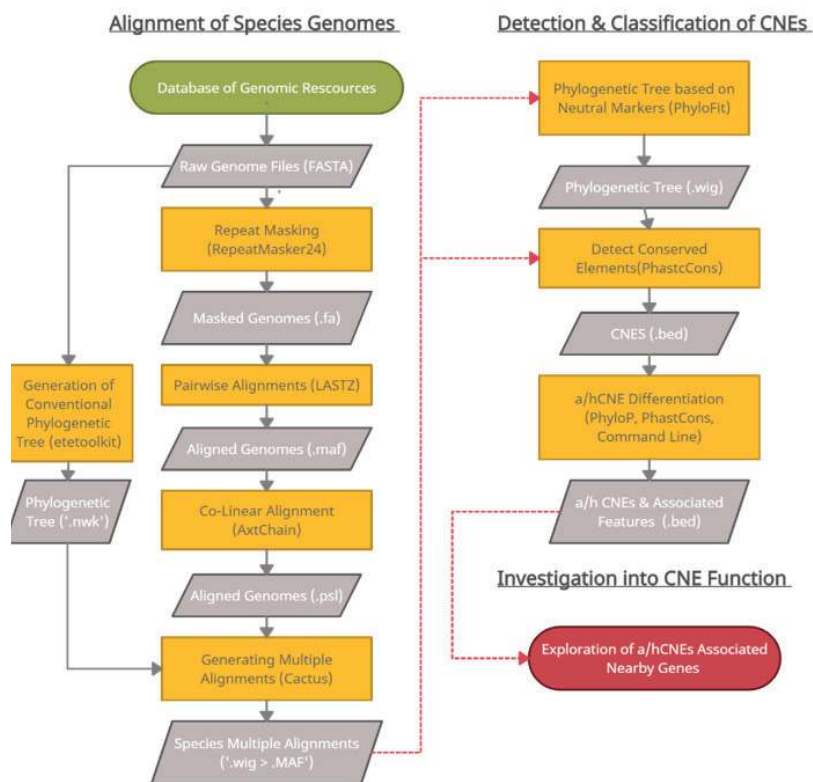 Alignment of Species Genomes
Database of Genomic Rescources
Raw Genome Files (FASTA)
Repeat Masking
(RepeatMasker24)
Masked Genomes (.fa)
Pairwise Alignments (LASTZ)
Aligned Genomes (.maf)
Co-Linear Alignment
(AxtChain)
Aligned Genomes (.psl)
Generation of
Conventional
Phylogenetic
Tree (etetoolkit)
Phylogenetic
Tree ('.nwk')
Generating Multiple
Alignments (Cactus)
Species Multiple Alignments
('.wig > .MAF')
Detection & Classification of CNEs
Phylogenetic Tree based on
Neutral Markers (PhyloFit)
Phylogenetic Tree (.wig)
Detect Conserved
Elements(PhastcCons)
CNES (.bed)
a/hCNE Differentiation
(PhyloP, PhastCons,
Command Line)
a/h CNEs & Associated
Features (.bed)
Investigation into CNE Function
Exploration of a/hCNEs Associated
Nearby Genes